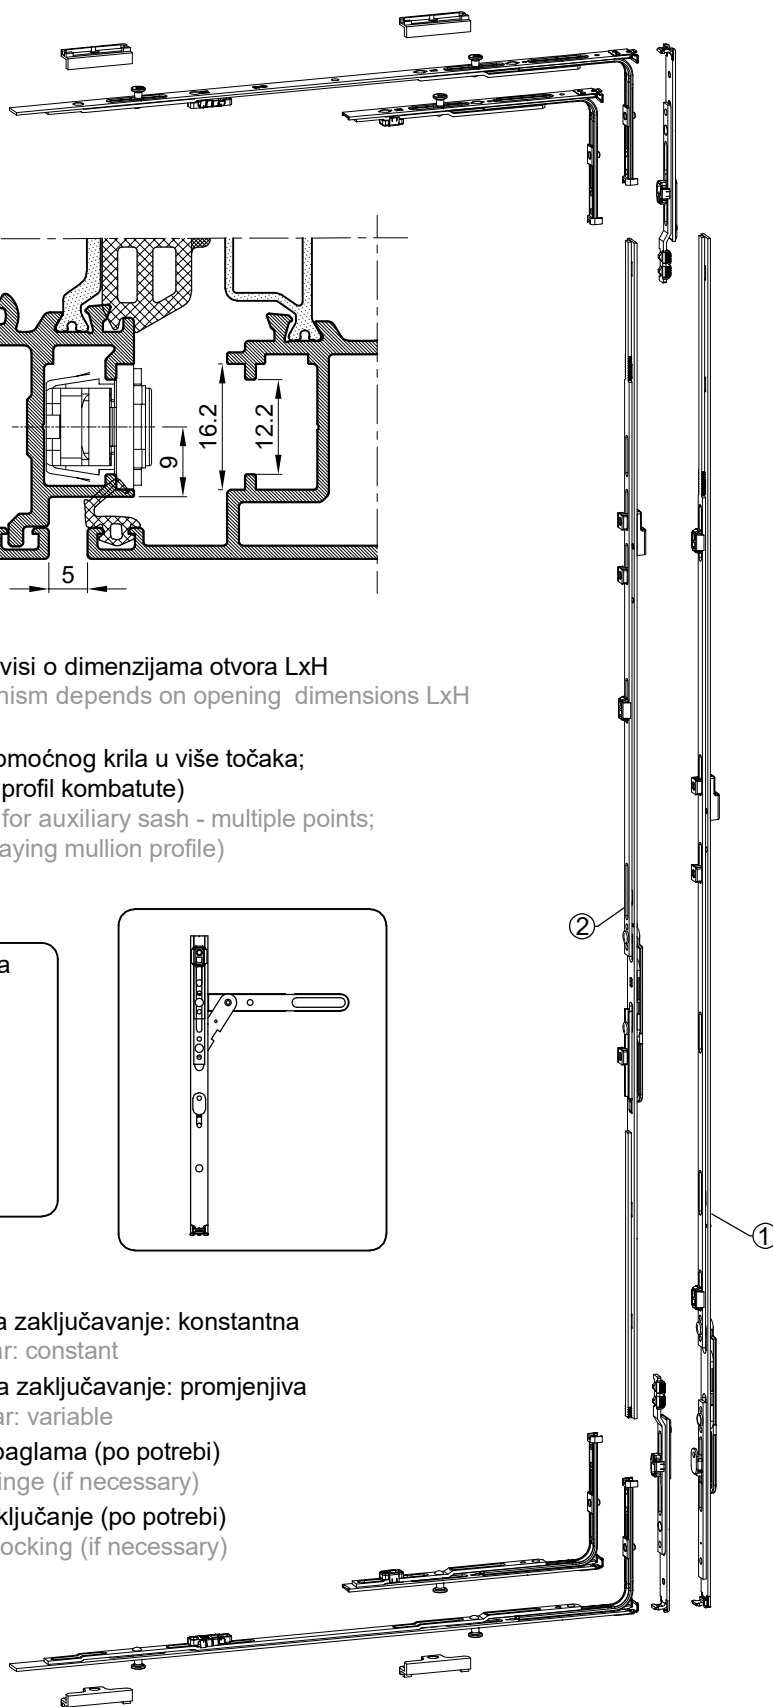 16.2
12.2
9
5
visi o dimenzijama otvora LxH
nism depends on opening dimensions LxH
omoćnog krila u više točaka;
profil kombatute)
for auxiliary sash - multiple points;
aying mullion profile)
2
a
1
a zaključavanje: konstantna
ar: constant
a zaključavanje: promjenjiva
ar: variable
oaglama (po potrebi)
inge (if necessary)
ključanje (po potrebi)
ocking (if necessary)